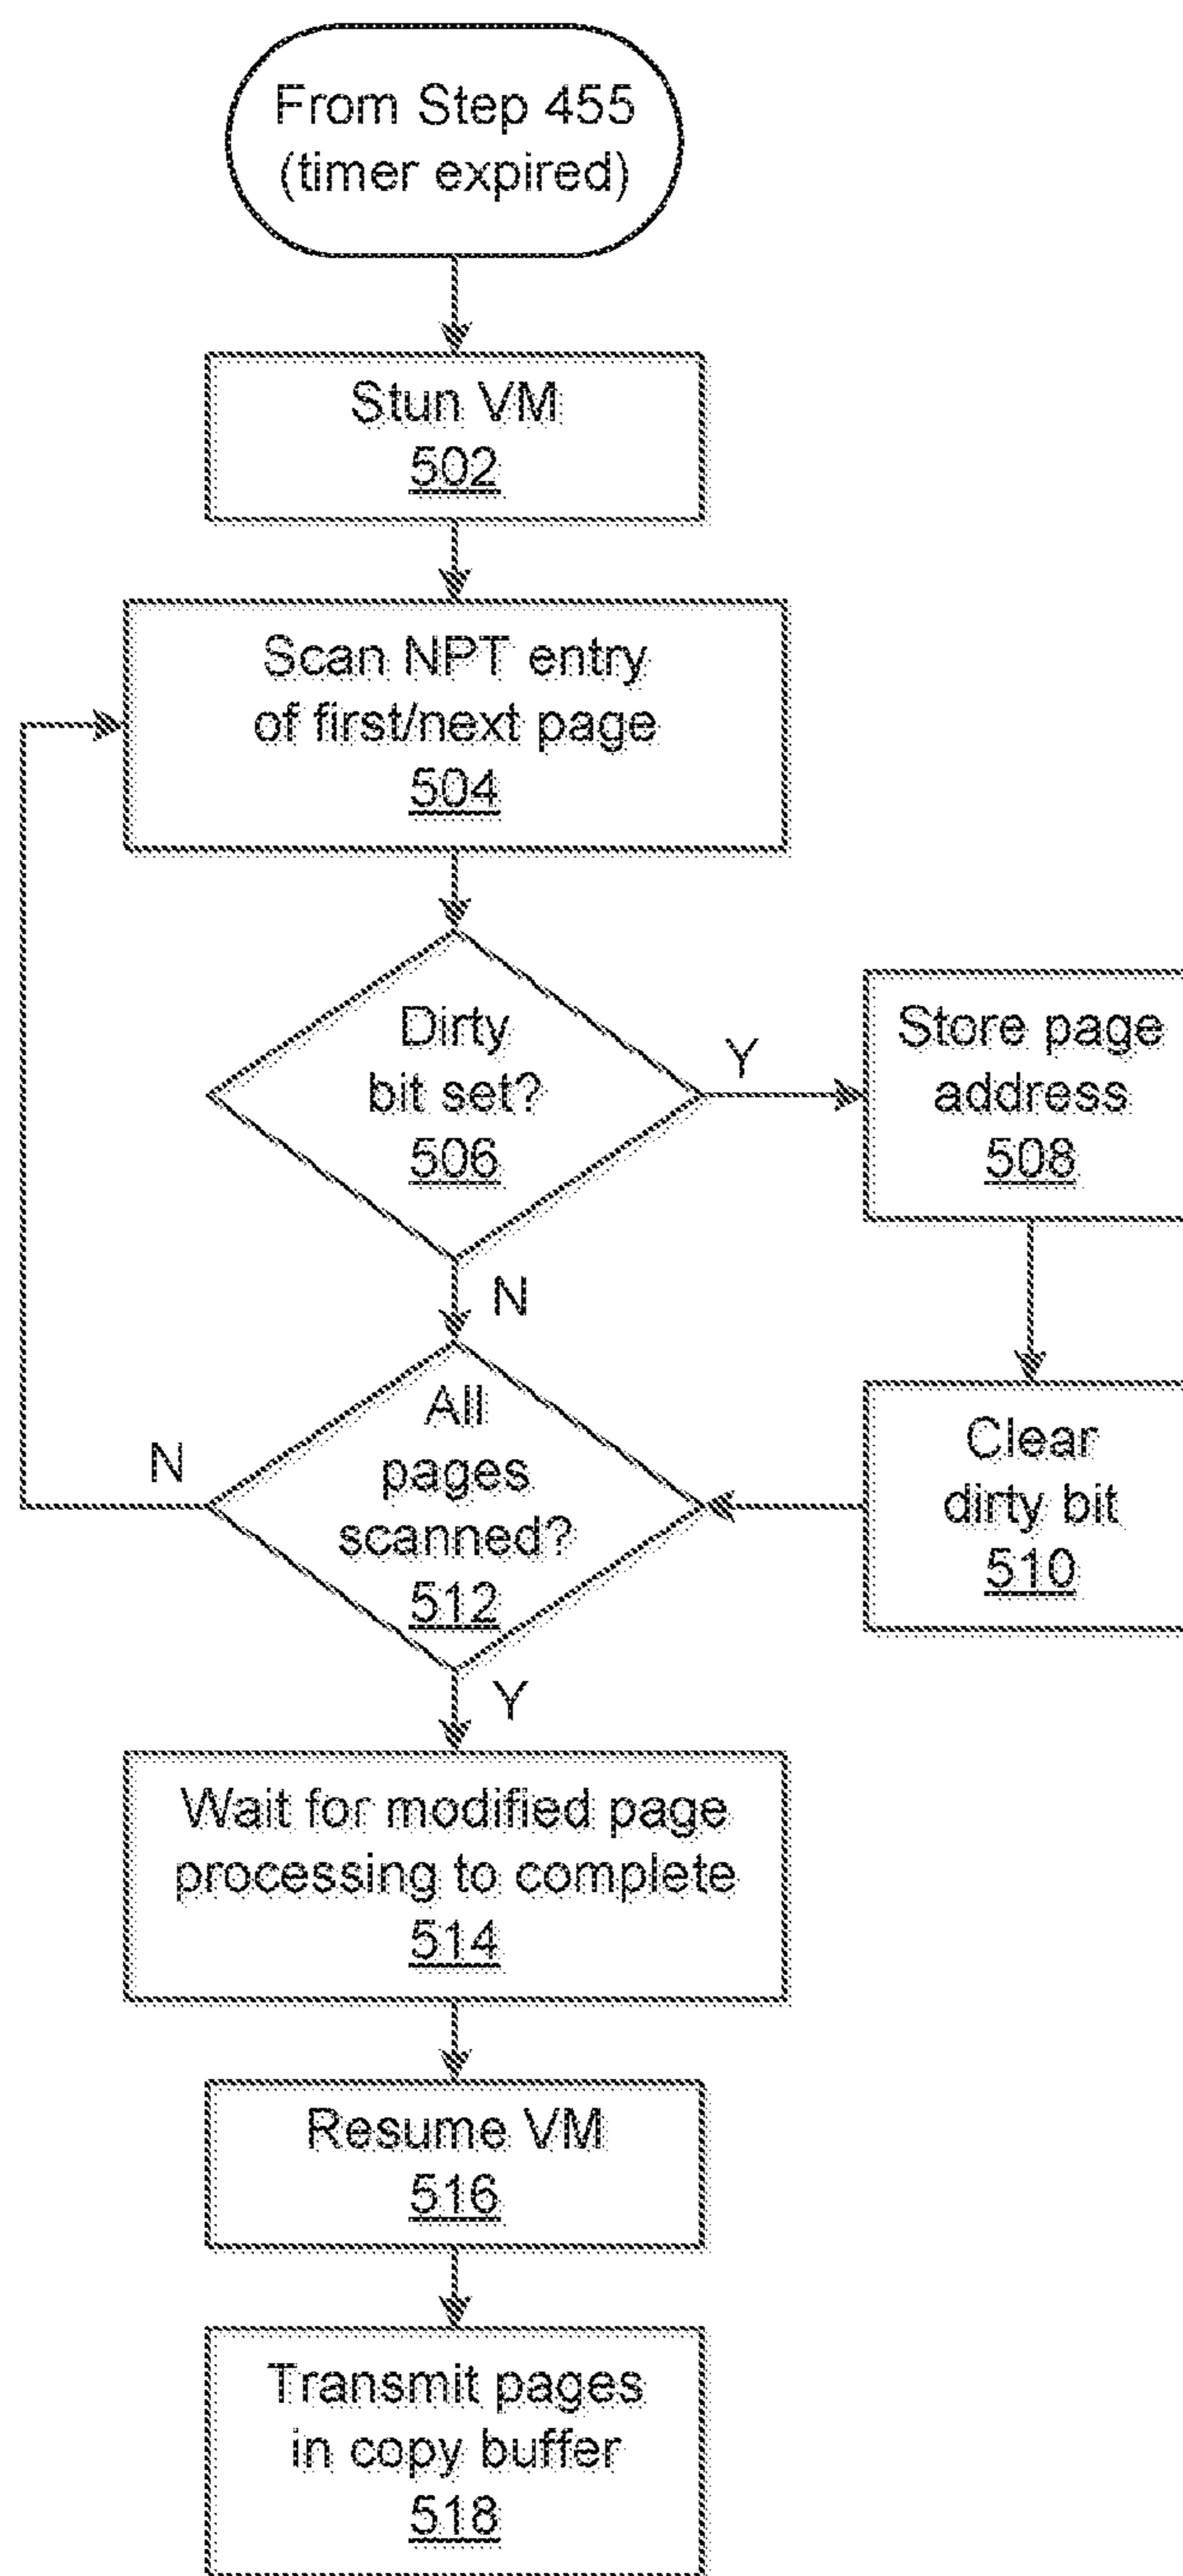 From Step 455
(timer expired)
Stun VM
502
Scan NPT entry
of first/next page
504
Dirty
bit set?
506
Y
Store page
address
508
N
All
pages
scanned?
512
N
Clear
dirty bit
510
Y
Wait for modified page
processing to complete
514
Resume VM
516
Transmit pages
in copy buffer
518